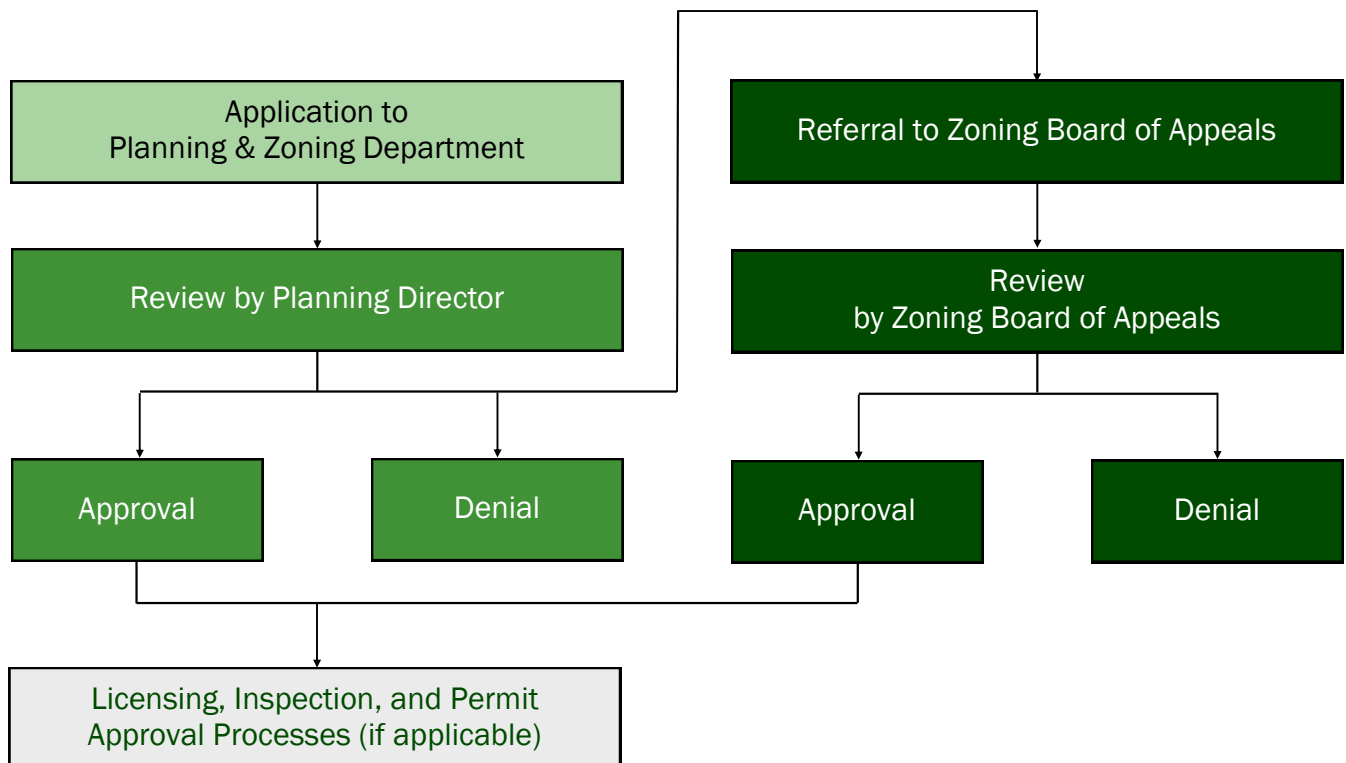 Application to
Planning & Zoning Department
Review by Planning Director
Approval
Denial
Referral to Zoning Board of Appeals
Review
by Zoning Board of Appeals
Approval
Denial
Licensing, Inspection, and Permit
Approval Processes (if applicable)